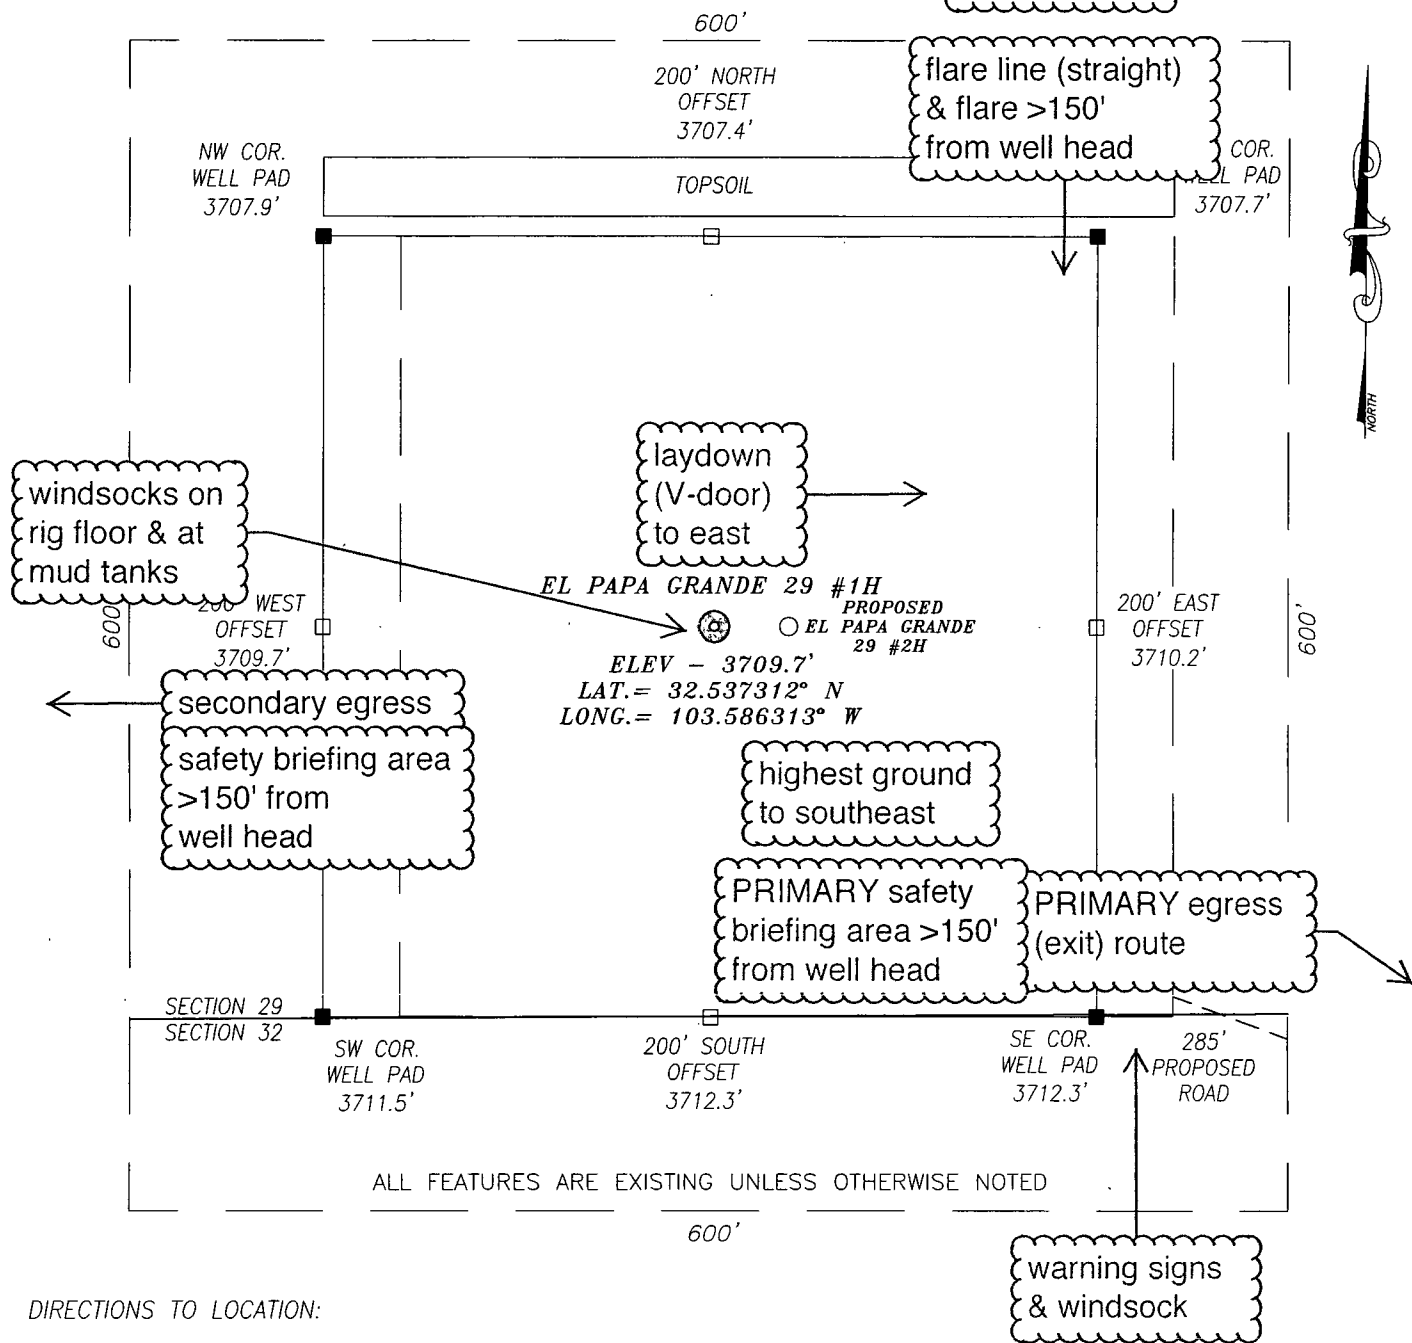 600'
200' NORTH
OFFSET
3707.4'
flare line (straight)
& flare >150'
from well head
NW COR.
WELL PAD
3707.9'
TOPSOIL
COR.
WELL PAD
3707.7'
NORTH
laydown
(V-door)
to east
windsocks on
rig floor & at
mud tanks
EL PAPA GRANDE 29 #1H
PROPOSED
EL PAPA GRANDE
29 #2H
600'
200' WEST
OFFSET
3709.7'
200' EAST
OFFSET
3710.2'
600'
ELEV - 3709.7'
LAT.= 32.537312° N
LONG.= 103.586313° W
secondary egress
safety briefing area
>150' from
well head
highest ground
to southeast
PRIMARY safety
briefing area >150'
from well head
PRIMARY egress
(exit) route
SECTION 29
SECTION 32
SW COR.
WELL PAD
3711.5'
200' SOUTH
OFFSET
3712.3'
SE COR.
WELL PAD
3712.3'
285'
PROPOSED
ROAD
ALL FEATURES ARE EXISTING UNLESS OTHERWISE NOTED
600'
warning signs
& windsock
DIRECTIONS TO LOCATION: